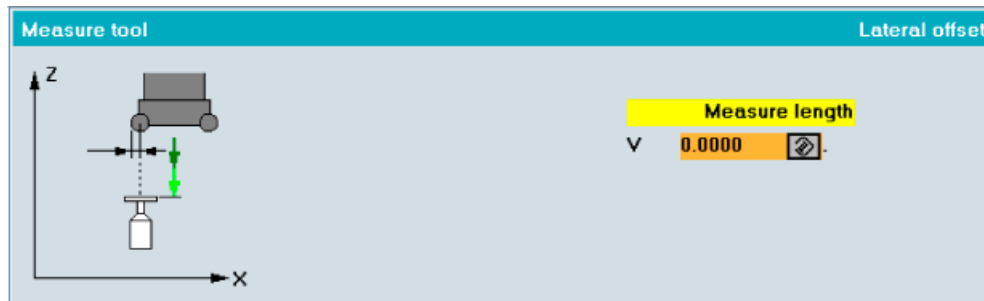 Measure tool
Lateral offset
Z
Measure length
V 0.0000
X